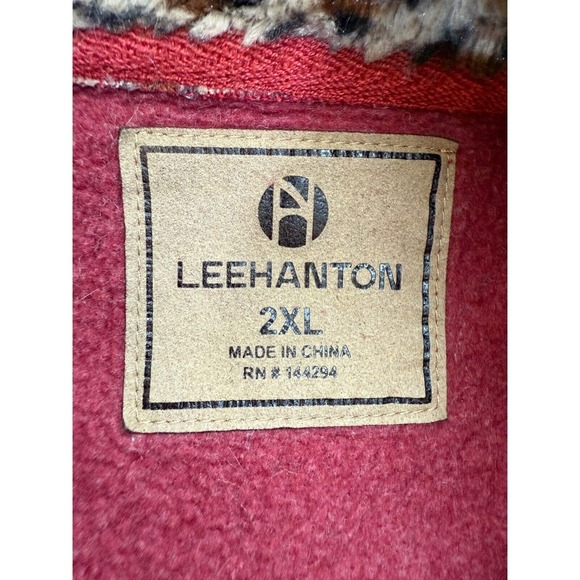 LEEHANTON
2XL
MADE IN CHINA
RN # 144294